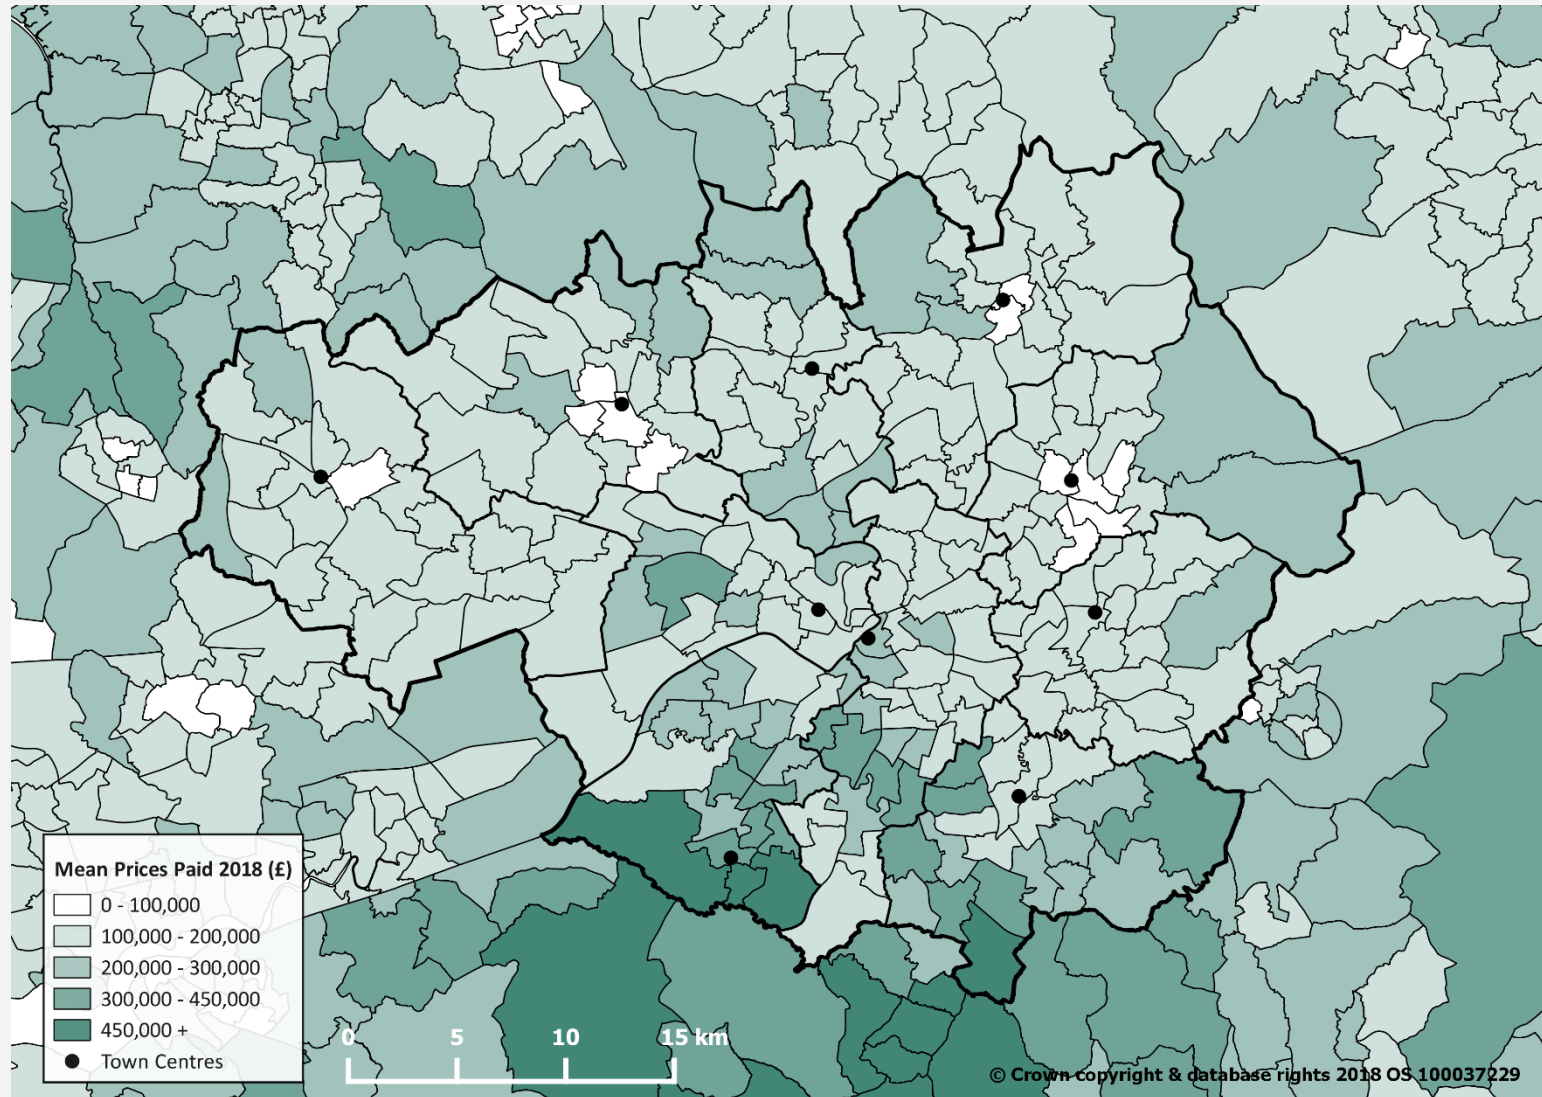 Mean Prices Paid 2018 (£)
0 - 100,000
100,000 - 200,000
200,000 - 300,000
300,000 - 450,000
450,000 +
Town Centres
0 5 10 15 km
© Crown copyright & database rights 2018 OS 100037229